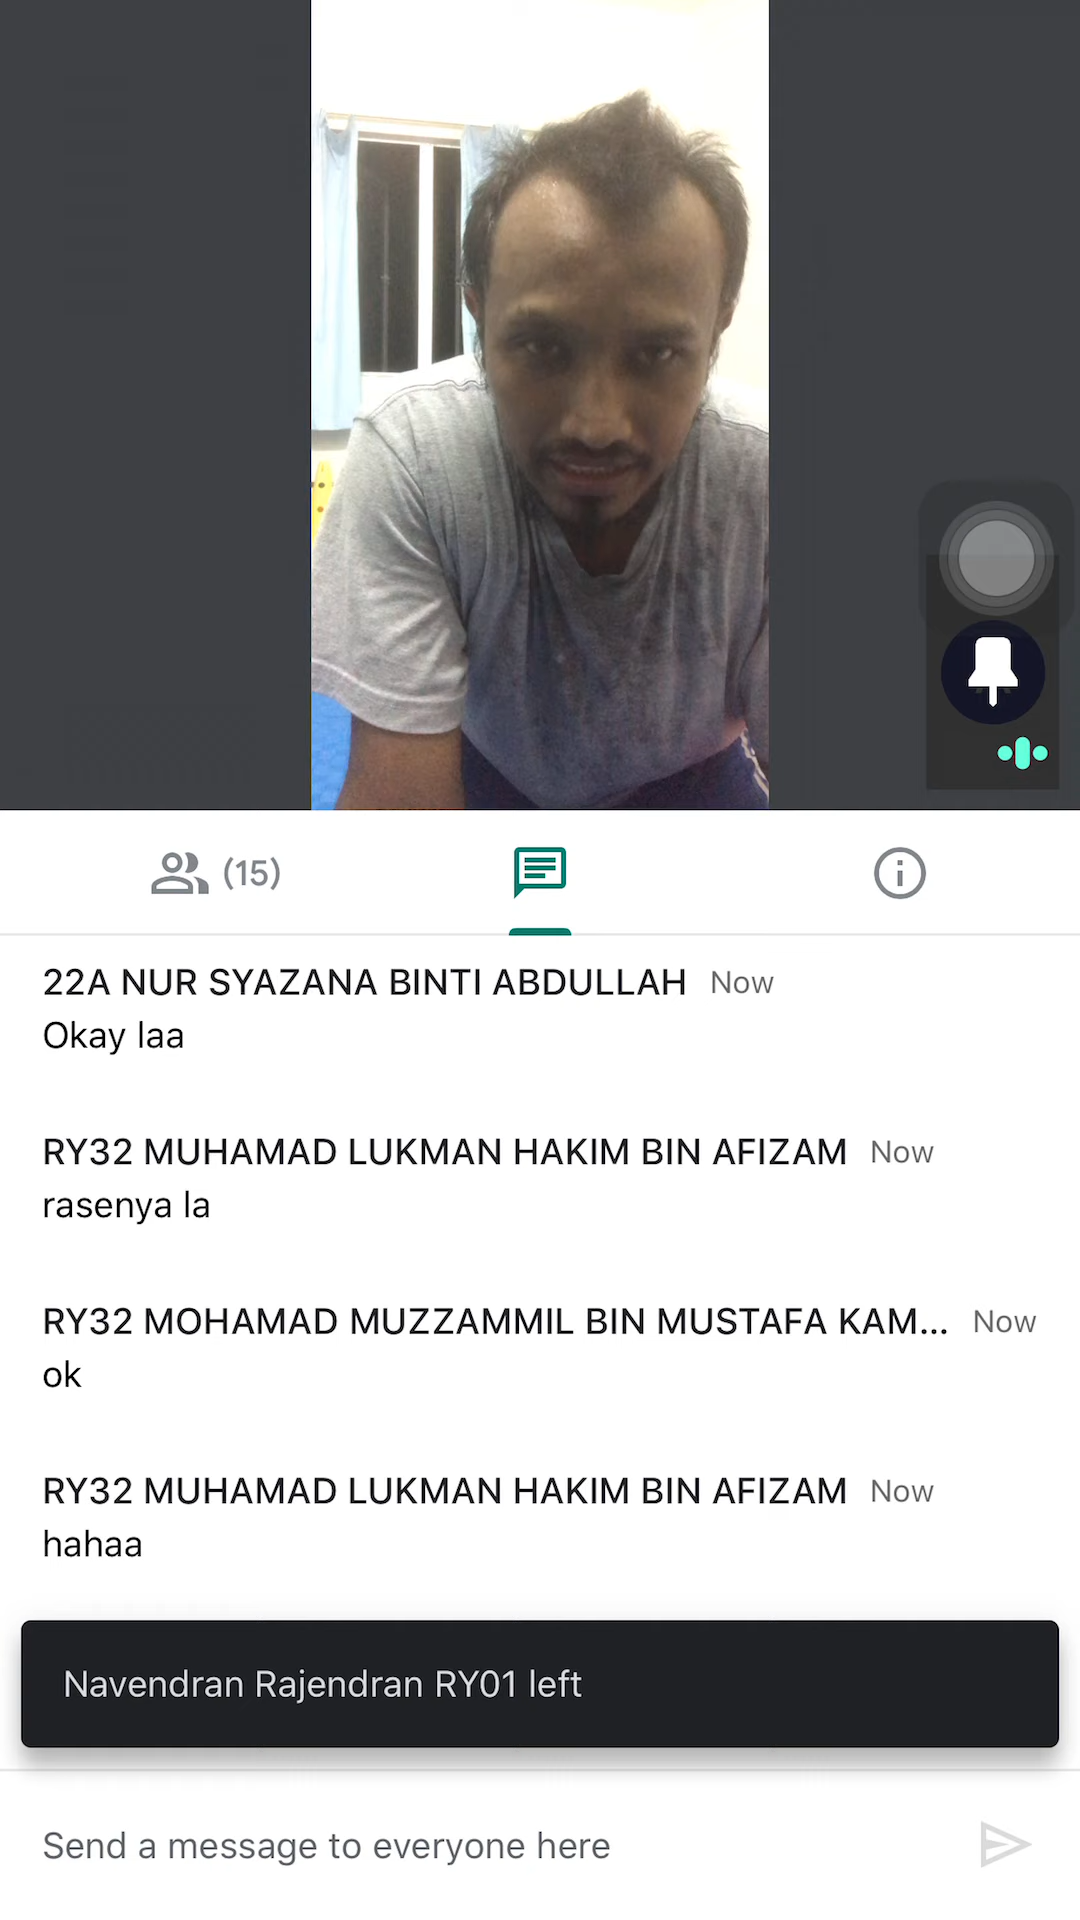 (15)
22A NUR SYAZANA BINTI ABDULLAH Now
Okay laa
RY32 MUHAMAD LUKMAN HAKIM BIN AFIZAM Now
rasenya la
RY32 MOHAMAD MUZZAMMIL BIN MUSTAFA KAM... Now
ok
RY32 MUHAMAD LUKMAN HAKIM BIN AFIZAM Now
hahaa
Navendran Rajendran RY01 left
Send a message to everyone here